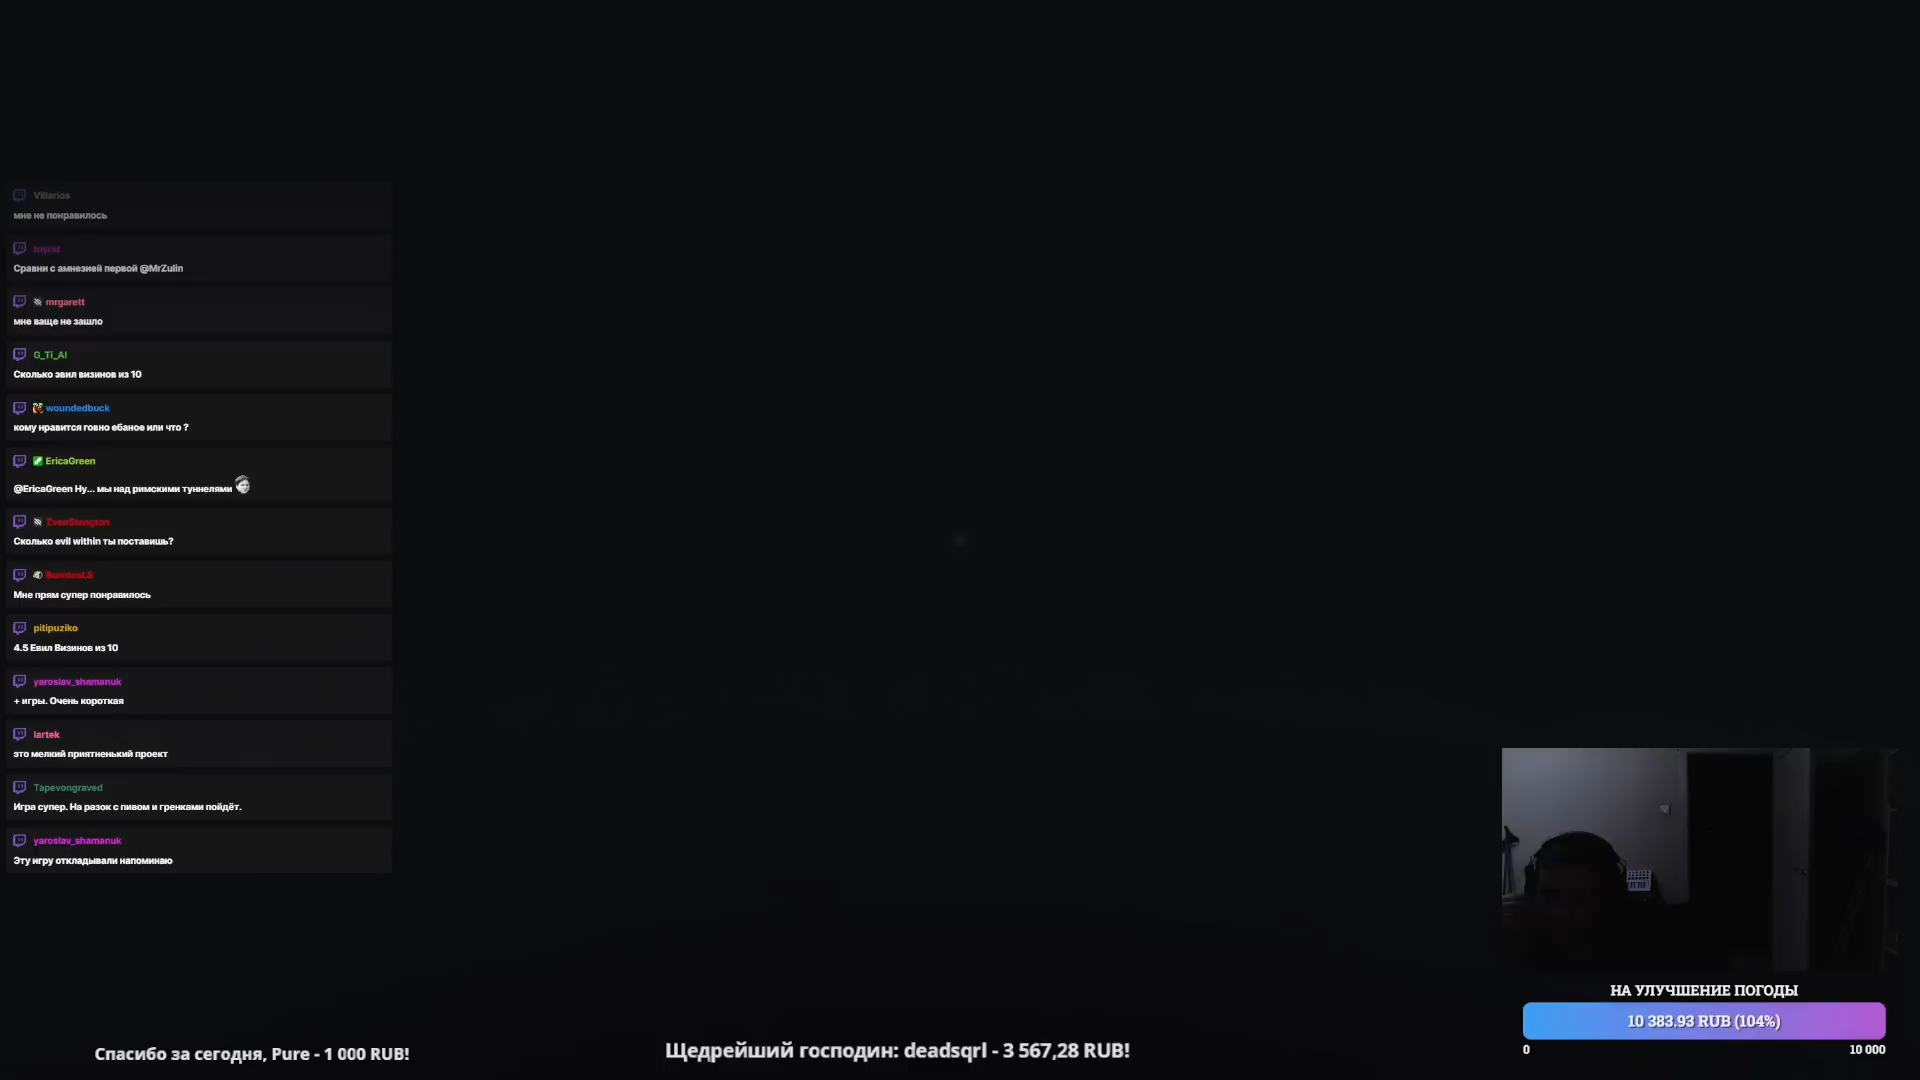 Villarios
мне не понравилось
tuyrat
Сравни с амнезией первой @MrZulin
mrgarett
мне ваще не зашло
G_Ti_Al
Сколько эвил визинов из 10
woundedbuck
кому нравится говно ебаное или что ?
EricaGreen
@EricaGreen Ну... мы над римскими туннелями
Сколько evil within ты поставишь?
Мне прям супер понравилось
pitipuziko
4.5 Евил Визинов из 10
yaroslav_shamanuk
+ игры. Очень короткая
lartek
это мелкий приятненький проект
Tapevongraved
Игра супер. На разок с пивом и гренками пойдёт.
yaroslav_shamanuk
Эту игру откладывали напоминаю
НА УЛУЧШЕНИЕ ПОГОДЫ
10 383.93 RUB (104%)
0 10 000
Спасибо за сегодня, Pure - 1 000 RUB!
Щедрейший господин: deadsqrl - 3 567,28 RUB!